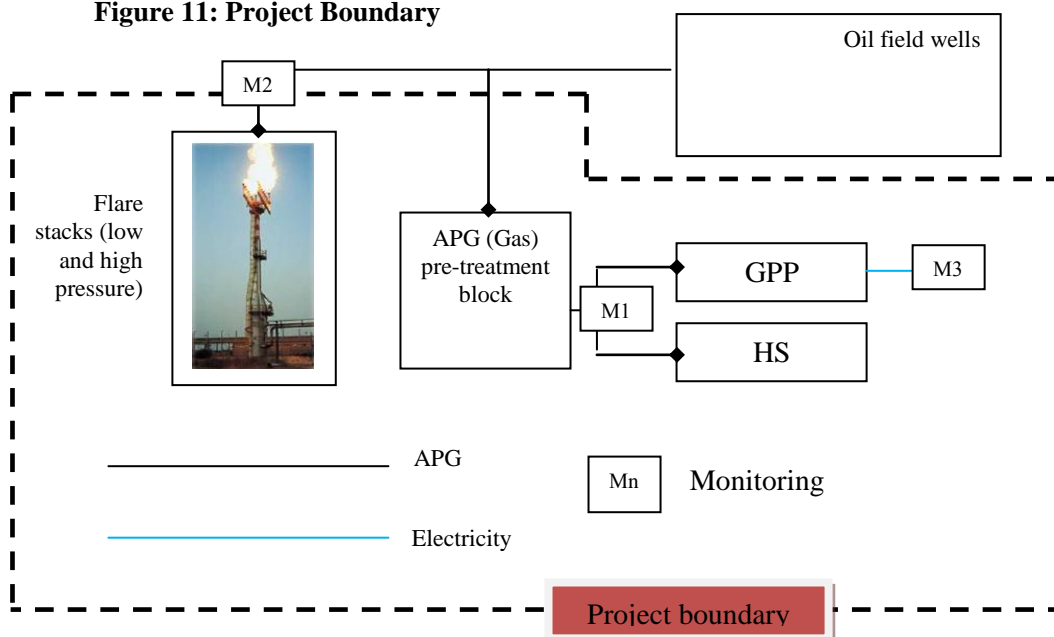 Figure 11: Project Boundary
Oil field wells
M2
Flare
stacks (low
and high
pressure)
APG (Gas)
pre-treatment
block
M1
GPP
M3
HS
APG
Mn
Monitoring
Electricity
Project boundary